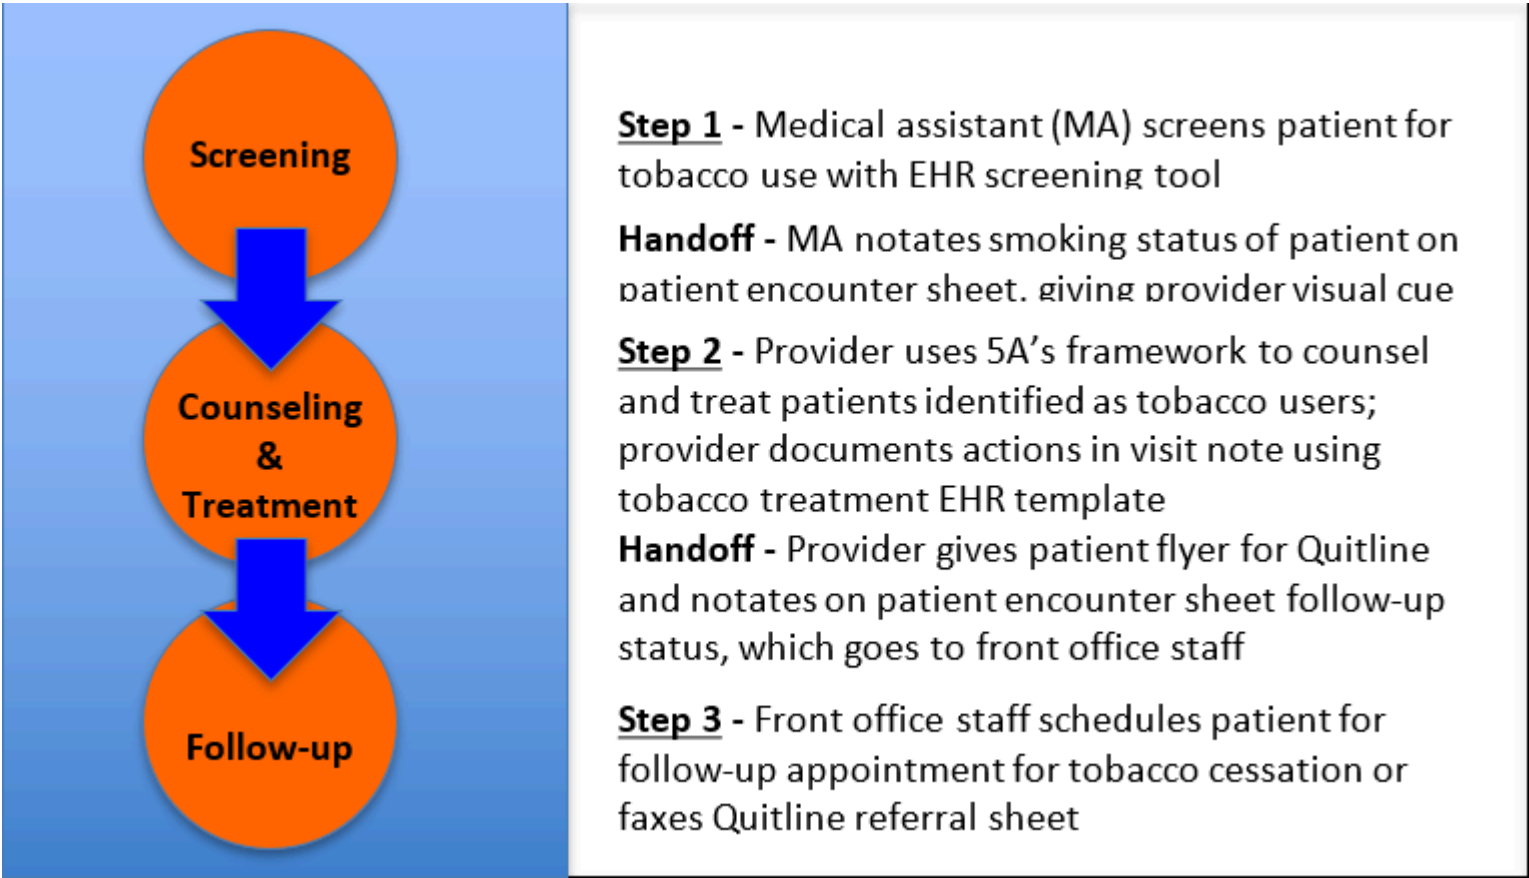 Screening
Counseling
&
Treatment
Follow-up
Step 1 - Medical assistant (MA) screens patient for
tobacco use with EHR screening tool
Handoff - MA notates smoking status of patient on
patient encounter sheet, giving provider visual cue
Step 2 - Provider uses 5A’s framework to counsel
and treat patients identified as tobacco users;
provider documents actions in visit note using
tobacco treatment EHR template
Handoff - Provider gives patient flyer for Quitline
and notates on patient encounter sheet follow-up
status, which goes to front office staff
Step 3 - Front office staff schedules patient for
follow-up appointment for tobacco cessation or
faxes Quitline referral sheet